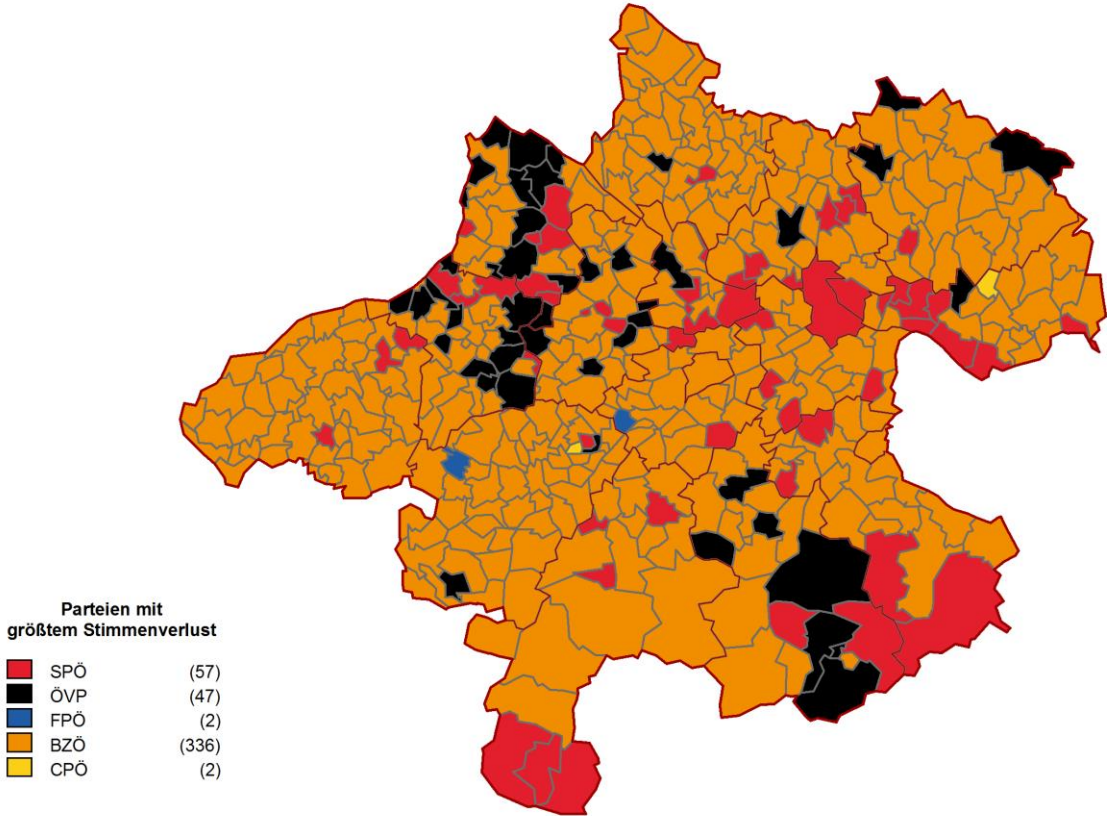 Parteien mit
größtem Stimmenverlust
SPÖ (57)
ÖVP (47)
FPÖ (2)
BZÖ (336)
CPÖ (2)